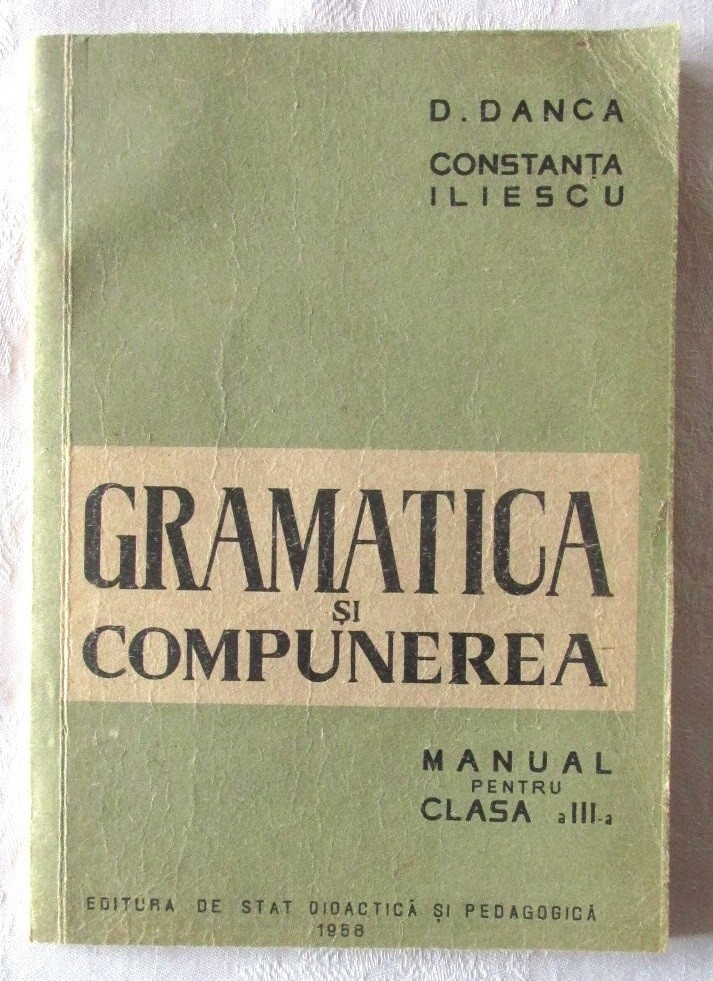 D. DANCA
CONSTANȚA
ILIESCU
GRAMATICA
ȘI
COMPUNEREA
MANUAL
PENTRU
CLASA a III-a
EDITURA DE STAT DIDACTICĂ ȘI PEDAGOGICĂ
1958